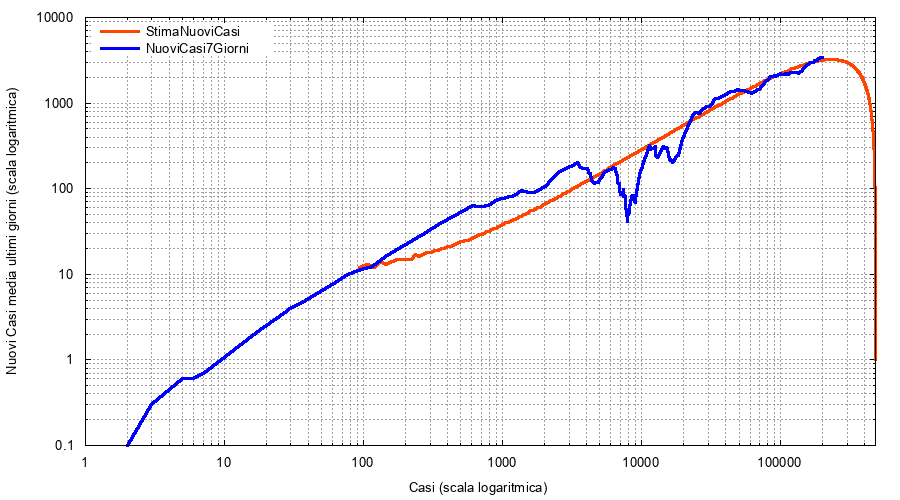 10000
1000
100
10
1
0.1
StimaNuoviCasi
NuoviCasi7Giorni
Nuovi Casi media ultimi giorni (scala logaritmica)
1 10 100 1000 10000 100000
Casi (scala logaritmica)